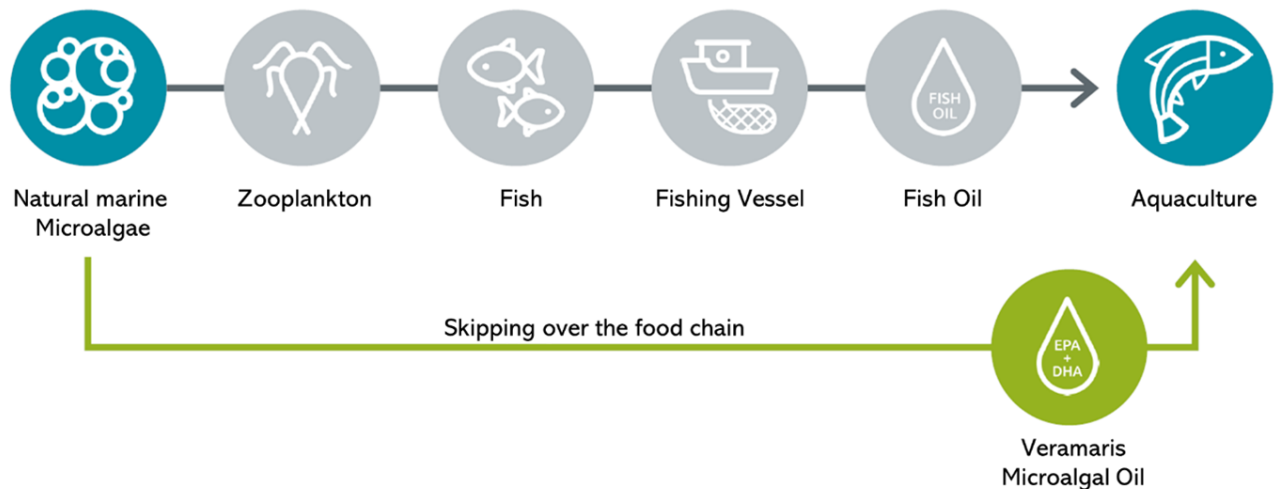 FISH
OIL
Natural marine
Microalgae
Zooplankton
Fish
Fishing Vessel
Fish Oil
Aquaculture
Skipping over the food chain
EPA
+
DHA
Veramaris
Microalgal Oil